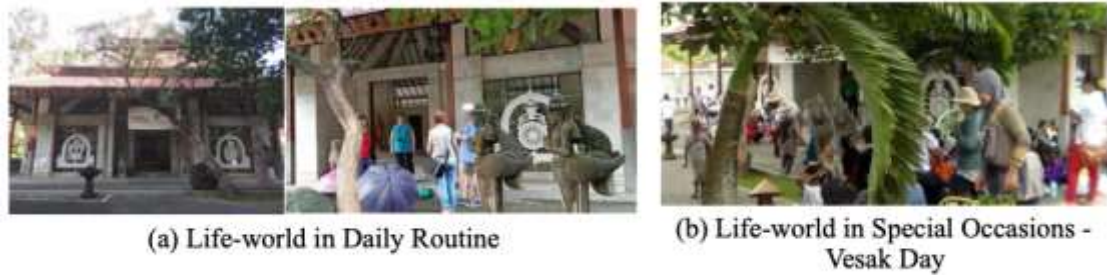 (a) Life-world in Daily Routine
(b) Life-world in Special Occasions -
Vesak Day